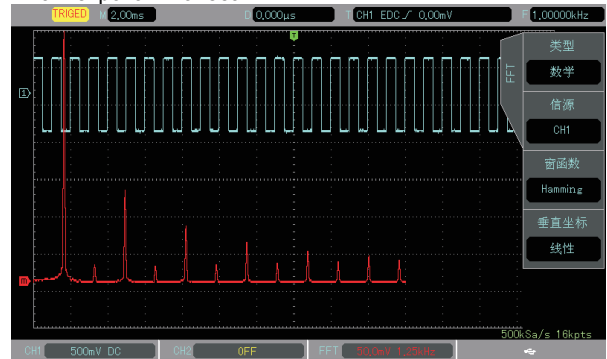 TRIGED M 2.00ms D 0.000μs T CH1 EDC 0.00mV F 1.00000kHz
T
1
FFT
类型
数学
信源
CH1
窗函数
Hamming
垂直坐标
线性
m
500kSa/s 16kpts
CH1 500mV DC CH2 OFF FFT